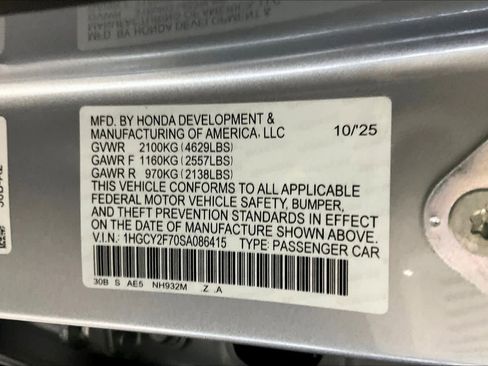 MFD. BY HONDA DEVELOPMENT &
MANUFACTURING OF AMERICA, LLC 10/'25
GVWR 2100KG (4629LBS)
GAWR F 1160KG (2557LBS)
GAWR R 970KG (2138LBS)
THIS VEHICLE CONFORMS TO ALL APPLICABLE
FEDERAL MOTOR VEHICLE SAFETY, BUMPER,
AND THEFT PREVENTION STANDARDS IN EFFECT
ON THE DATE OF MANUFACTURE SHOWN ABOVE.
V.I.N.: 1HGCY2F70SA086415 TYPE: PASSENGER CAR
30B S AE5 NH932M .Z .A